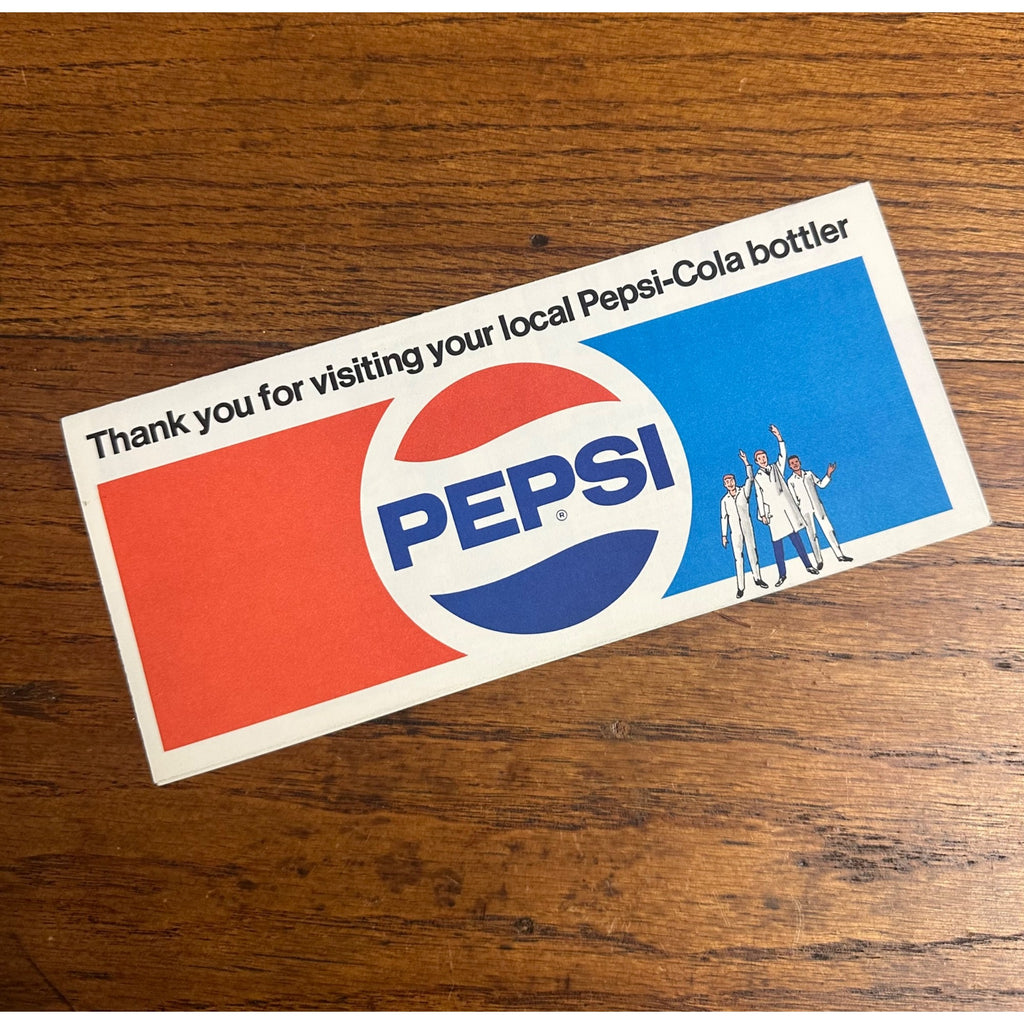 Thank you for visiting your local Pepsi-Cola bottler
PEPSI
®